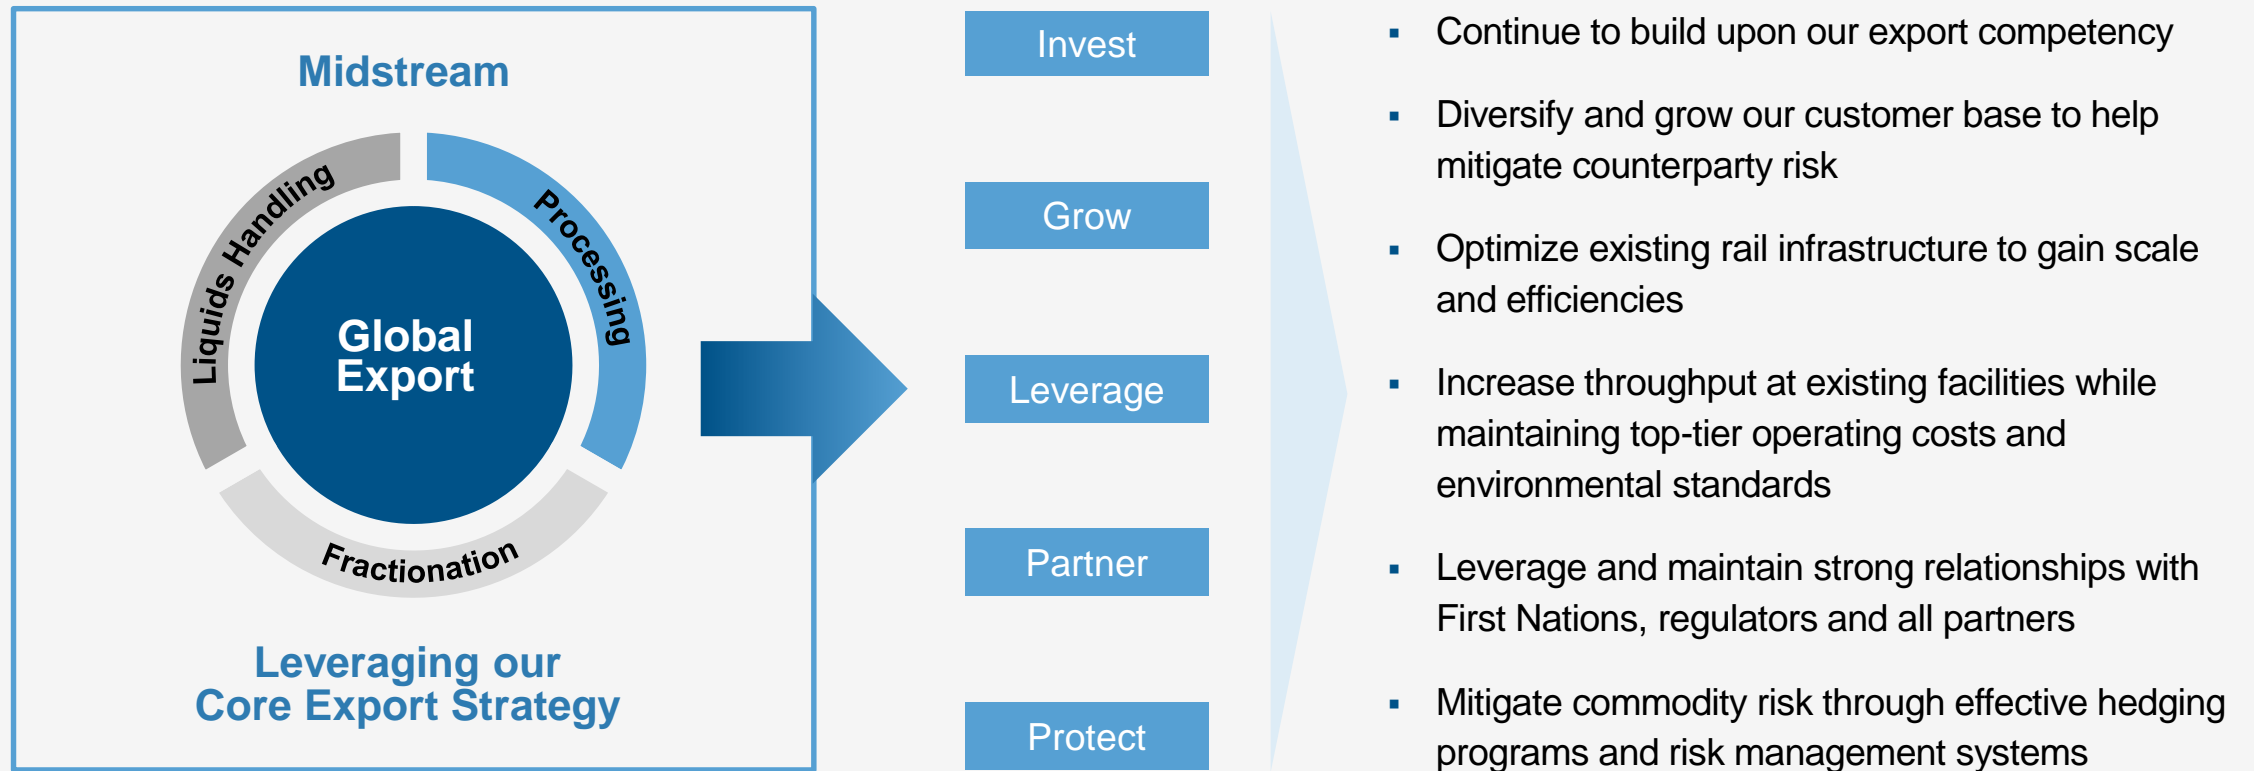 Midstream
Liquids Handling
Processing
Global
Export
Fractionation
Leveraging our
Core Export Strategy
Invest
Grow
Leverage
Partner
Protect
▪ Continue to build upon our export competency
▪ Diversify and grow our customer base to help
mitigate counterparty risk
▪ Optimize existing rail infrastructure to gain scale
and efficiencies
▪ Increase throughput at existing facilities while
maintaining top-tier operating costs and
environmental standards
▪ Leverage and maintain strong relationships with
First Nations, regulators and all partners
▪ Mitigate commodity risk through effective hedging
programs and risk management systems